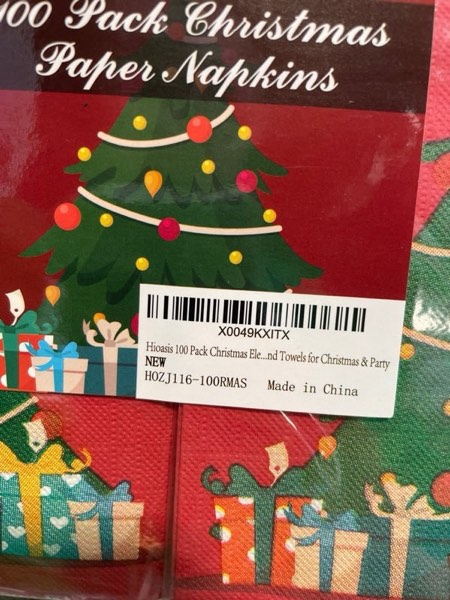 100 Pack Christmas
Paper Napkins
X0049KXITX
Hioasis 100 Pack Christmas Ele...nd Towels for Christmas & Party
NEW
HOZJ116-100RMAS Made in China